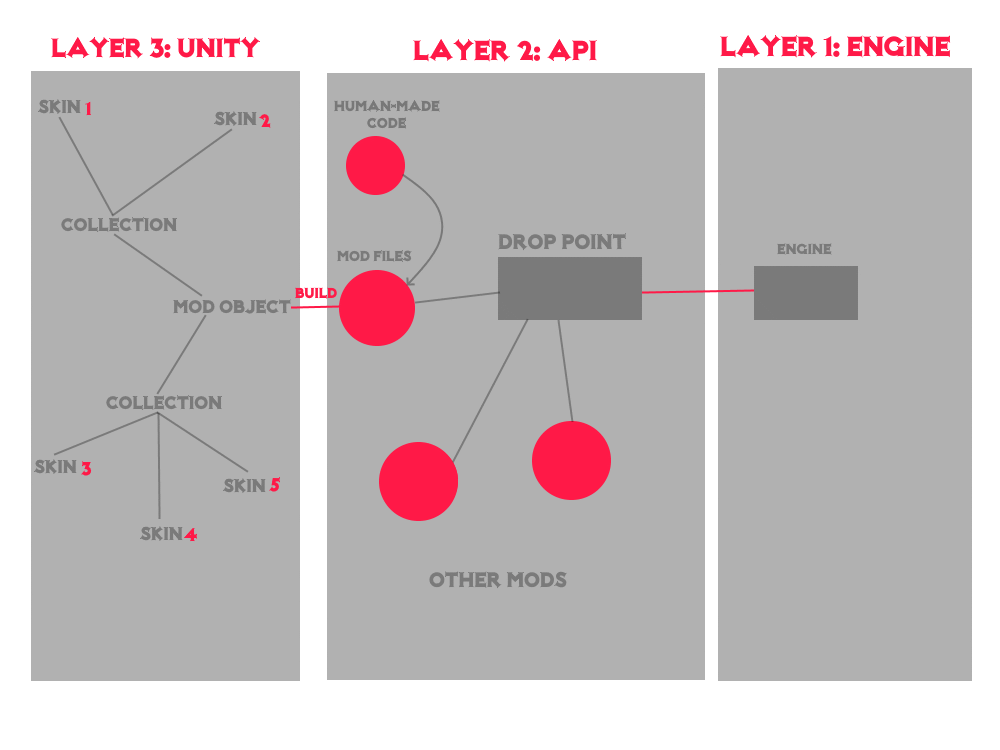 LAYER 3: UNITY
SKIN 1
SKIN 2
COLLECTION
MOD OBJECT
COLLECTION
SKIN 3
SKIN 5
SKIN 4
BUILD
LAYER 2: API
HUMAN-MADE
CODE
MOD FILES
DROP POINT
OTHER MODS
LAYER 1: ENGINE
ENGINE